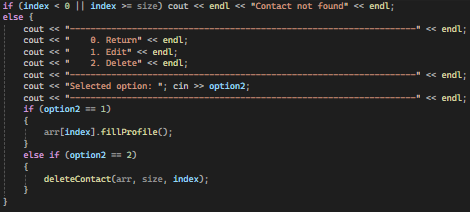 if (index < 0 || index >= size) cout << endl << "Contact not found" << endl;
else {
cout << "----------------------------------------------------------------" << endl;
cout << "    0. Return" << endl;
cout << "    1. Edit" << endl;
cout << "    2. Delete" << endl;
cout << "----------------------------------------------------------------" << endl;
cout << "Selected option: "; cin >> option2;
cout << "----------------------------------------------------------------" << endl;
if (option2 == 1)
{
arr[index].fillProfile();
}
else if (option2 == 2)
{
deleteContact(arr, size, index);
}
}